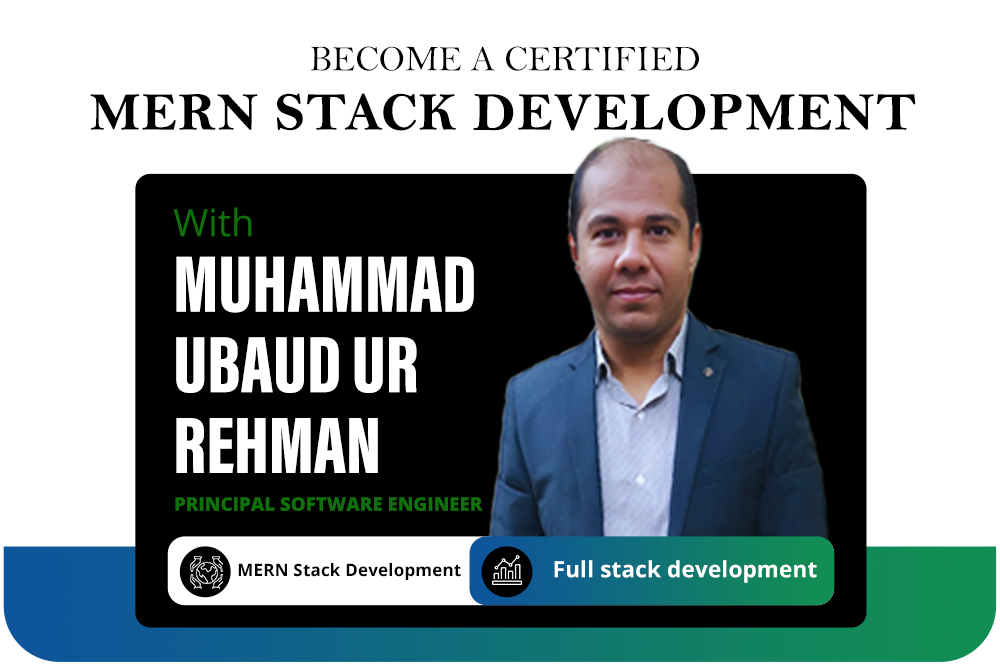 BECOME A CERTIFIED
MERN STACK DEVELOPMENT
With
MUHAMMAD
UBAUD UR
REHMAN
PRINCIPAL SOFTWARE ENGINEER
MERN Stack Development
Full stack development